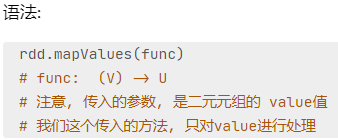 语法:
rdd.mapValues(func)
# func: (V) → U
# 注意, 传入的参数, 是二元元组的 value值
# 我们这个传入的方法, 只对value进行处理